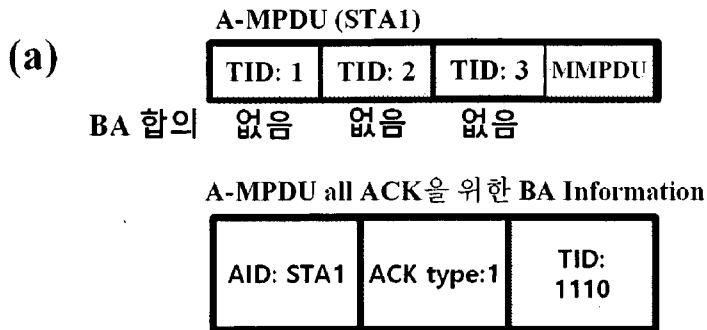 A-MPDU (STA1)
(a) TID: 1 TID: 2 TID: 3 MMPDU
BA 합의 없음 없음 없음
A-MPDU all ACK을 위한 BA Information
AID: STA1 ACK type:1 TID:
1110